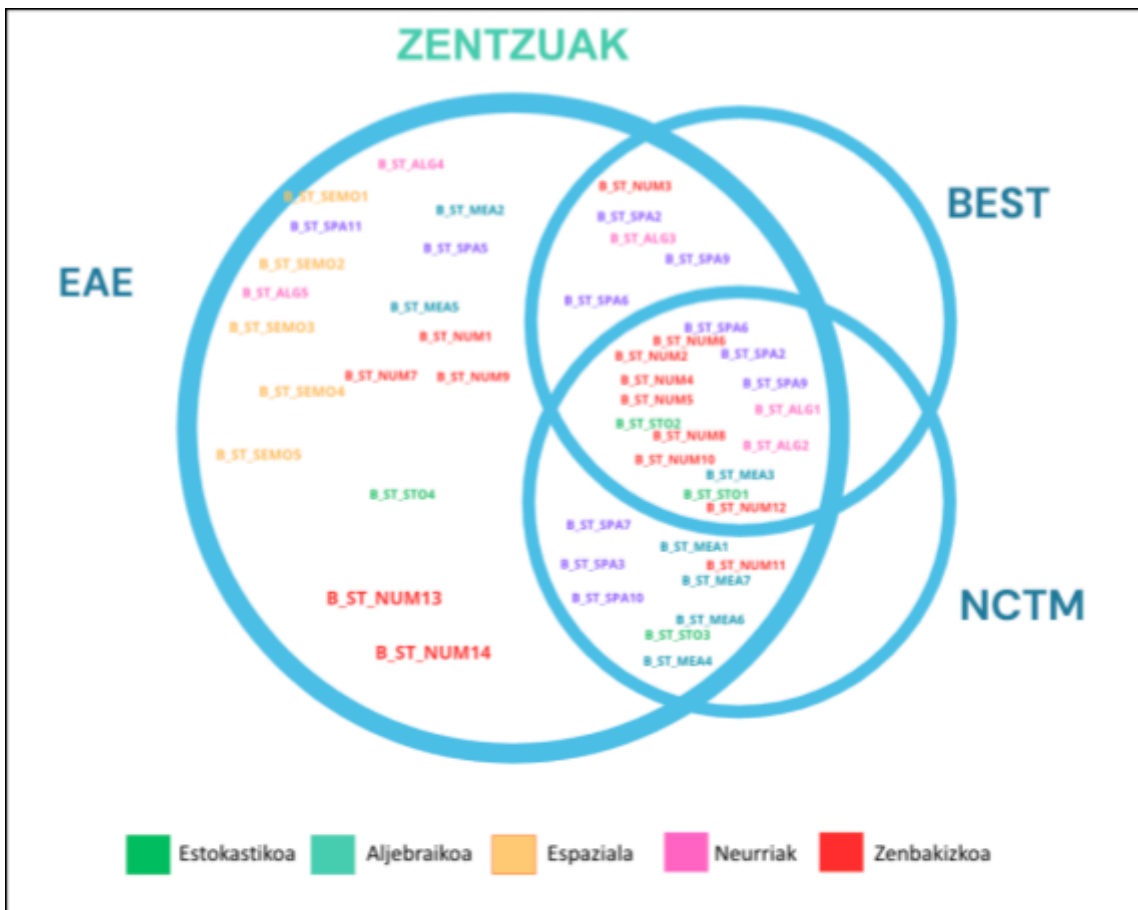 ZENTZUAK
EAE
BEST
NCTM
B_ST_ALG4
B_ST_SEMO1
B_ST_MEA2
B_ST_SPA11
B_ST_SPA5
B_ST_SEMO2
B_ST_ALG5
B_ST_MEA5
B_ST_SEMO3
B_ST_NUM1
B_ST_NUM7
B_ST_NUM9
B_ST_SEMO4
B_ST_SEMO5
B_ST_STO4
B_ST_NUM13
B_ST_NUM14
B_ST_NUM3
B_ST_SPA2
B_ST_ALG3
B_ST_SPA9
B_ST_SPA6
B_ST_SPA6
B_ST_NUM6
B_ST_NUM2
B_ST_SPA2
B_ST_NUM4
B_ST_SPA9
B_ST_NUM5
B_ST_ALG1
B_ST_STO2
B_ST_NUM8
B_ST_ALG2
B_ST_NUM10
B_ST_MEA3
B_ST_STO1
B_ST_NUM12
B_ST_SPA7
B_ST_MEA1
B_ST_SPA3
B_ST_NUM11
B_ST_MEA7
B_ST_SPA10
B_ST_MEA6
B_ST_STO3
B_ST_MEA4
Estokastikoa
Aljebraikoa
Espaziala
Neurriak
Zenbakizkoa